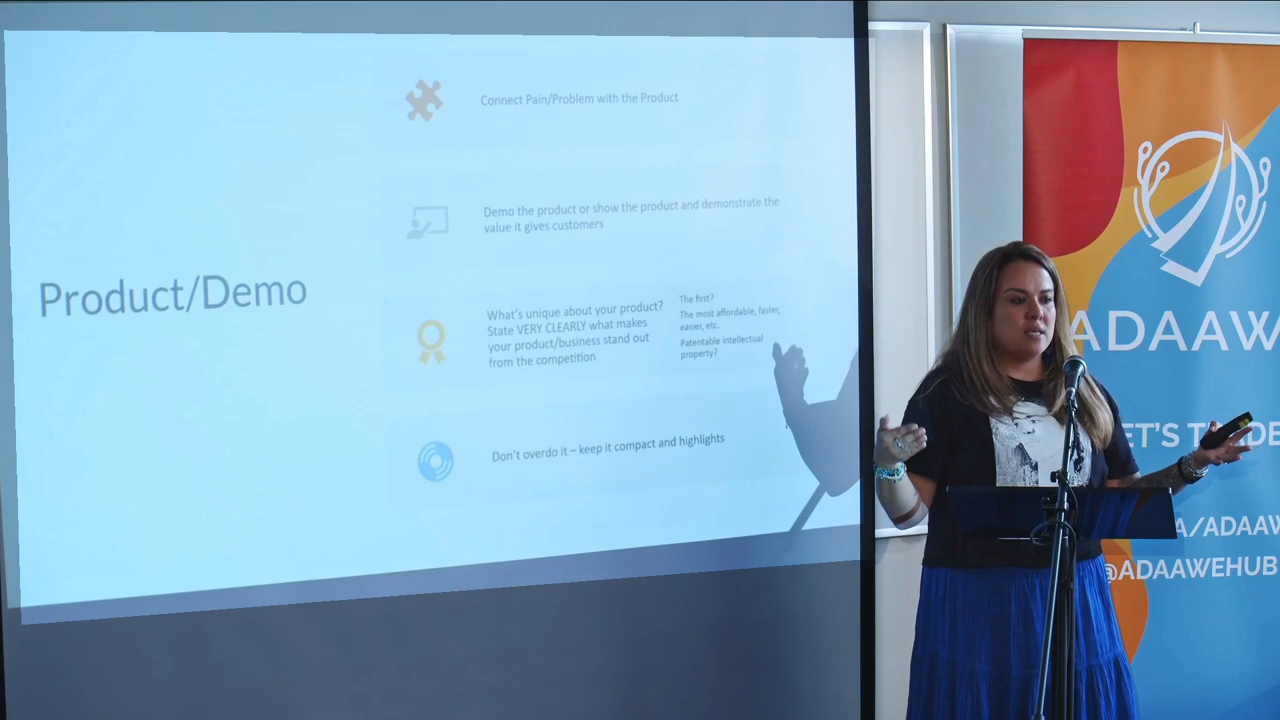 Product/Demo
Connect Pain/Problem with the Product
Demo the product or show the product and demonstrate the
value it gives customers
What's unique about your product?
State VERY CLEARLY what makes
your product/business stand out
from the competition
The first?
The most affordable, faster,
easier, etc.
Patentable intellectual
property?
Don't overdo it – keep it compact and highlights
ADAAW
ET'S T
DE
A/ADAAW
@ADAAWEHUB